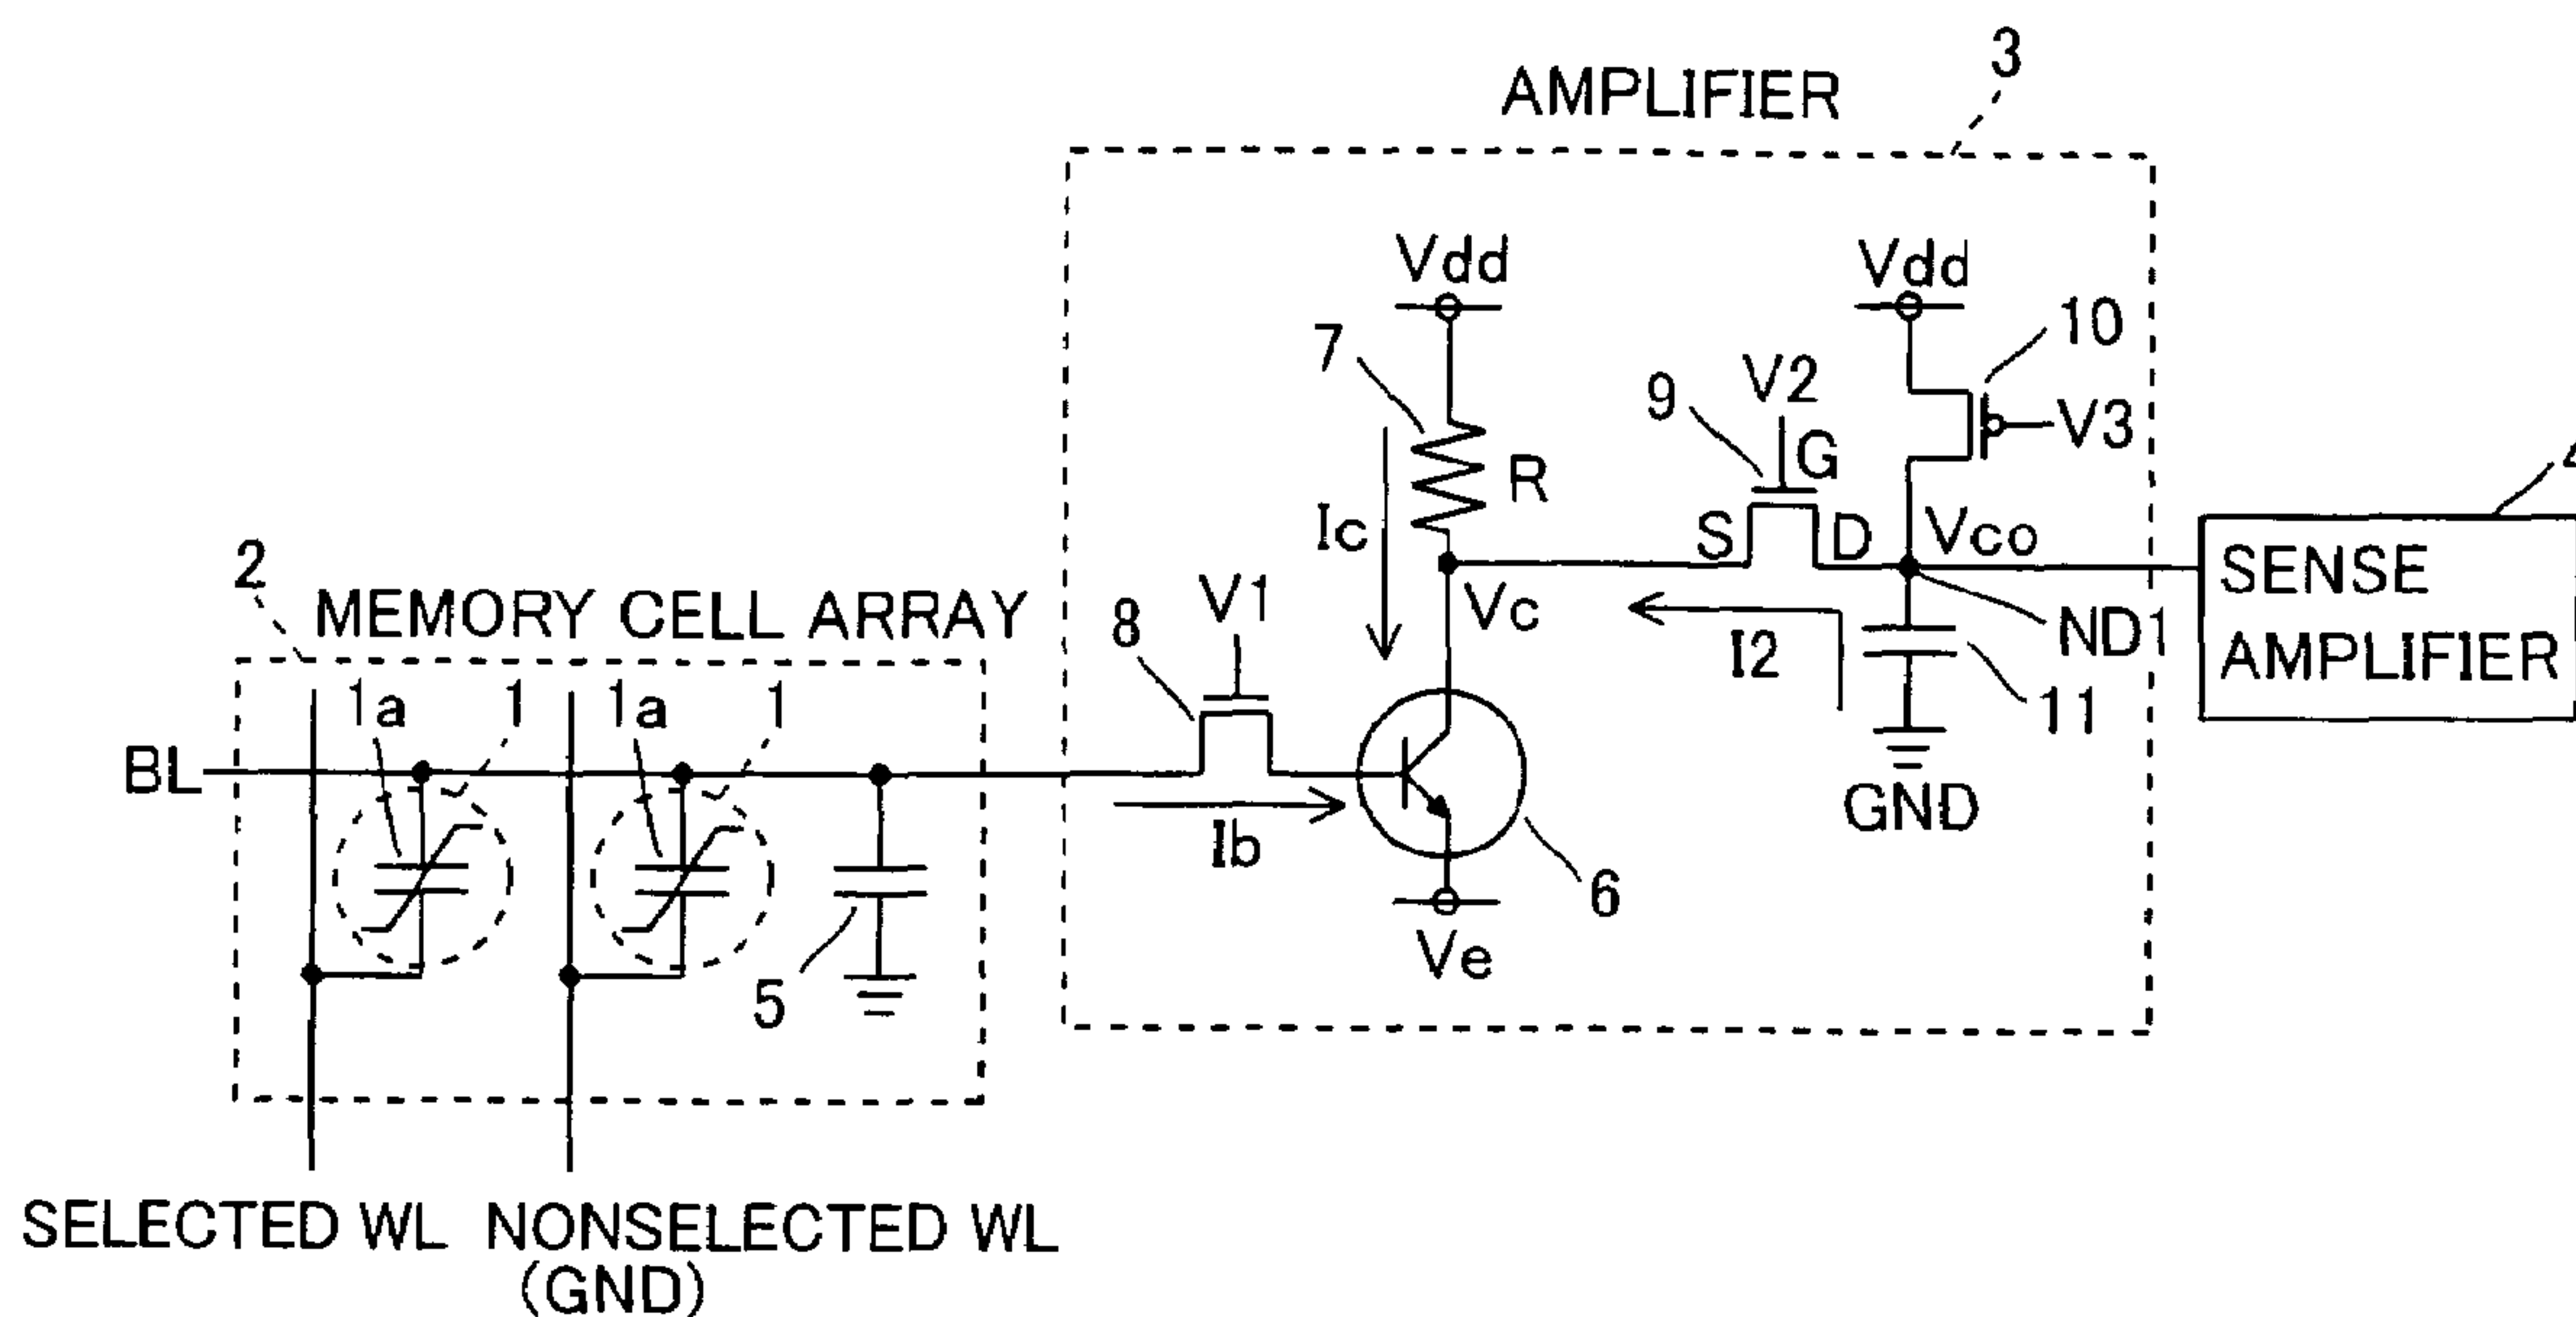 3
AMPLIFIER
Vdd
Vdd
10
7
V2
9
G
V3
R
4
Ic
S
D
Vco
SENSE
AMPLIFIER
2
MEMORY CELL ARRAY
V1
8
Vc
I2
ND1
11
1a
1
1a
1
BL
GND
Ib
6
5
Ve
SELECTED WL
NONSELECTED WL
(GND)